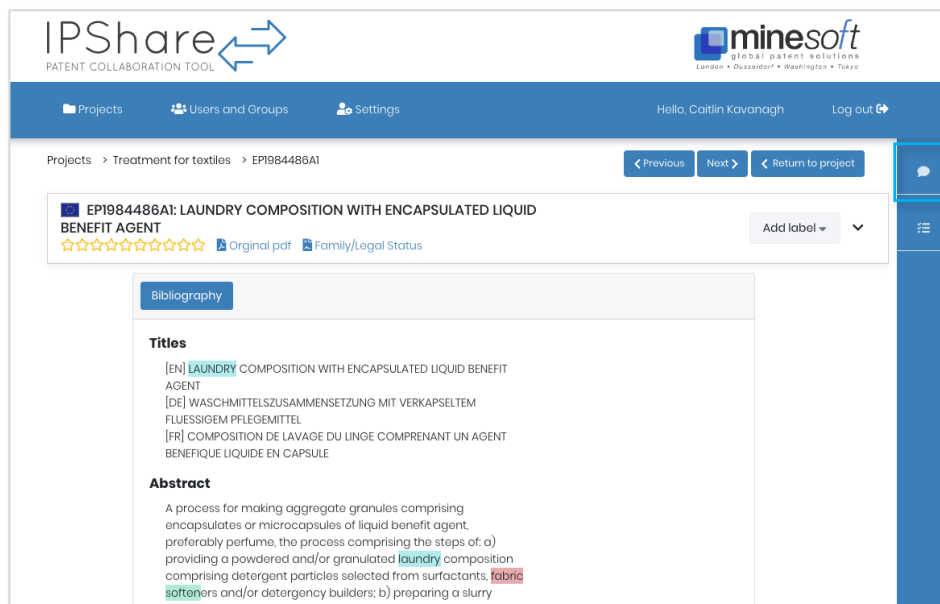 IPShare
PATENT COLLABORATION TOOL
minesoft
global patent solutions
London • Dusseldorf • Washington • Tokyo
Projects Users and Groups Settings Hello, Caitlin Kavanagh Log out
Projects > Treatment for textiles > EP1984486A1
Previous Next Return to project
EP1984486A1: LAUNDRY COMPOSITION WITH ENCAPSULATED LIQUID
BENEFIT AGENT
Orginal pdf Family/Legal Status
Add label
Bibliography
Titles
[EN] LAUNDRY COMPOSITION WITH ENCAPSULATED LIQUID BENEFIT
AGENT
[DE] WASCHMITTELSZUSAMMENSETZUNG MIT VERKAPSELTEM
FLUESSIGEM PFLEGEMITTEL
[FR] COMPOSITION DE LAVAGE DU LINGE COMPRENANT UN AGENT
BENEFIQUE LIQUIDE EN CAPSULE
Abstract
A process for making aggregate granules comprising
encapsulates or microcapsules of liquid benefit agent,
preferably perfume, the process comprising the steps of: a)
providing a powdered and/or granulated laundry composition
comprising detergent particles selected from surfactants, fabric
softeners and/or detergency builders; b) preparing a slurry